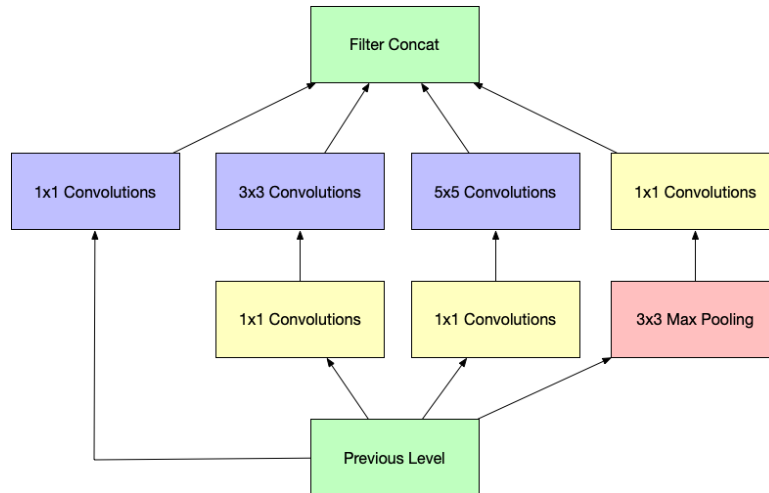 Filter Concat
1x1 Convolutions
3x3 Convolutions
5x5 Convolutions
1x1 Convolutions
1x1 Convolutions
1x1 Convolutions
3x3 Max Pooling
Previous Level